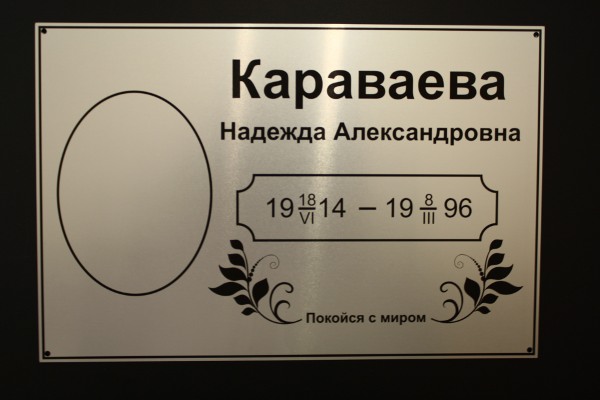 Караваева
Надежда Александровна
19 18/VI 14 – 19 8/III 96
Покойся с миром